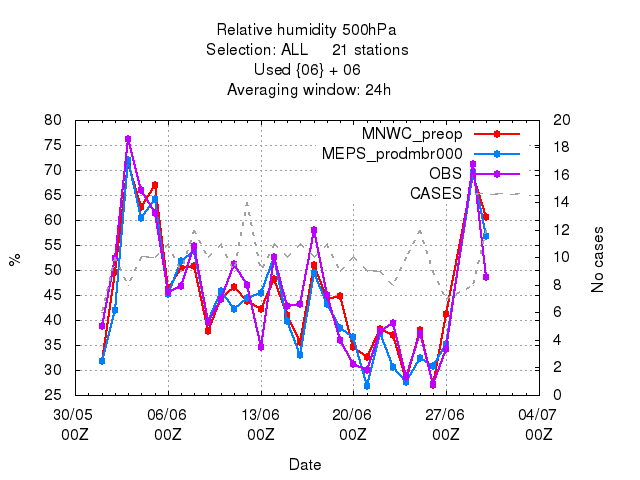 Relative humidity 500hPa
Selection: ALL 21 stations
Used {06} + 06
Averaging window: 24h
MNWC_preop
MEPS_prodmbr000
OBS
CASES
%
80
75
70
65
60
55
50
45
40
35
30
25
No cases
20
18
16
14
12
10
8
6
4
2
0
30/05 06/06 13/06 20/06 27/06 04/07
00Z 00Z 00Z 00Z 00Z 00Z
Date